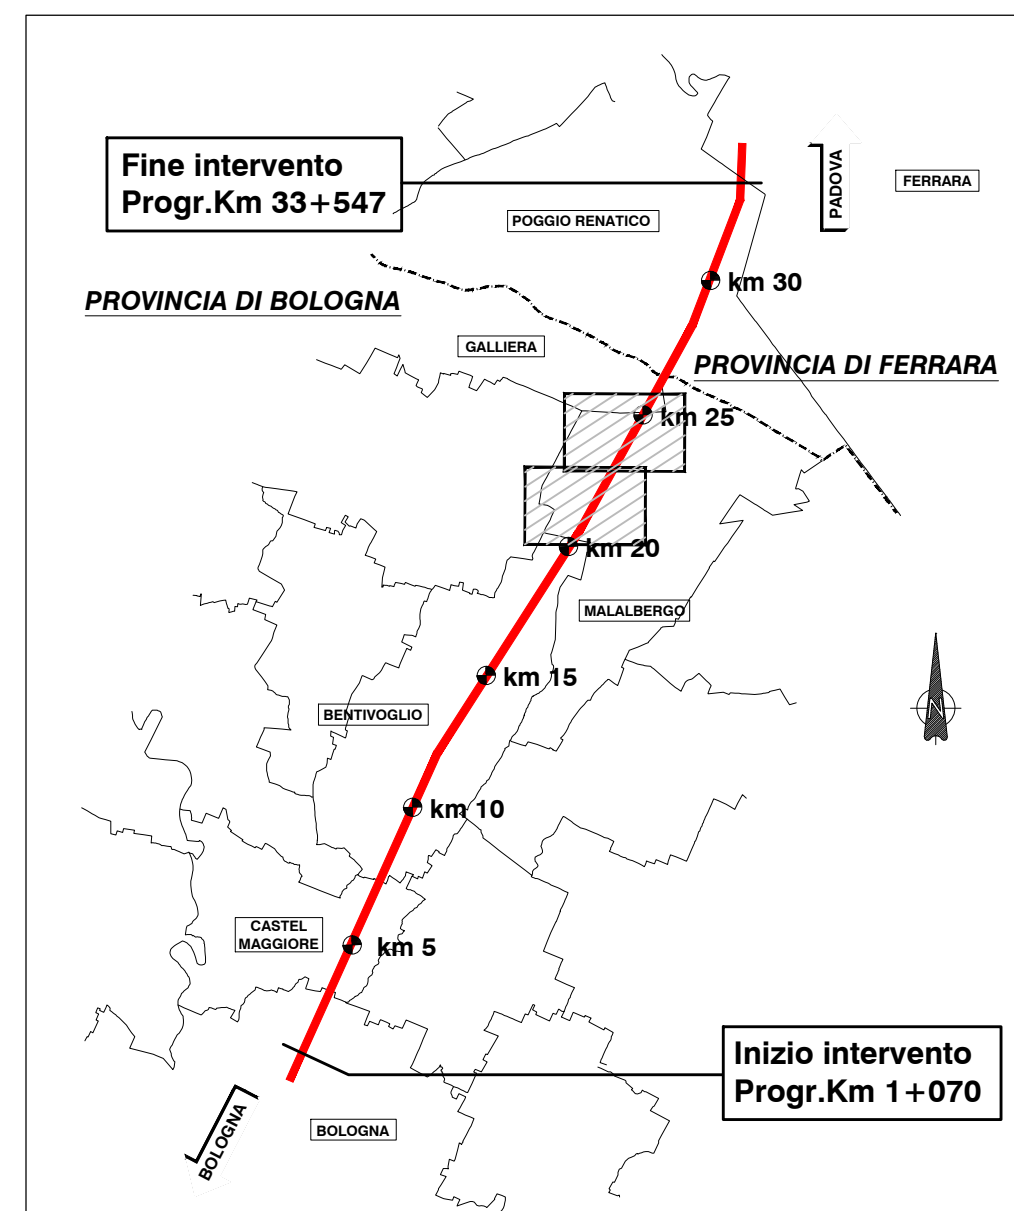 Fine intervento
Progr.Km 33+547
PADOVA
FERRARA
POGGIO RENATICO
km 30
PROVINCIA DI BOLOGNA
GALLIERA
PROVINCIA DI FERRARA
km 25
km 20
MALALBERGO
km 15
BENTIVOGLIO
N
km 10
CASTEL
MAGGIORE
km 5
Inizio intervento
Progr.Km 1+070
BOLOGNA
BOLOGNA